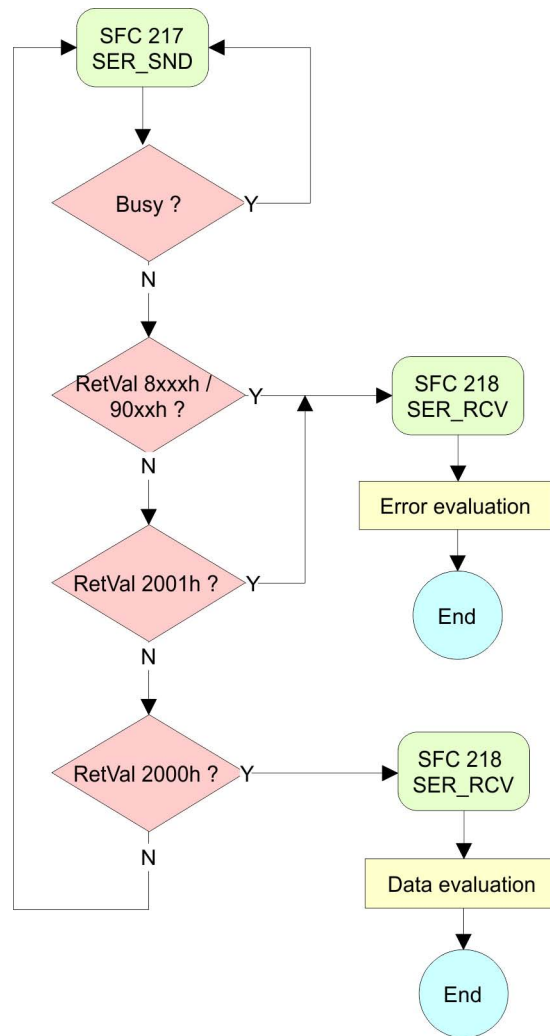 SFC 217
SER_SND
Busy ?
Y
N
RetVal 8xxxh /
90xxh ?
Y
SFC 218
SER_RCV
N
Error evaluation
RetVal 2001h ?
Y
End
N
RetVal 2000h ?
Y
SFC 218
SER_RCV
N
Data evaluation
End